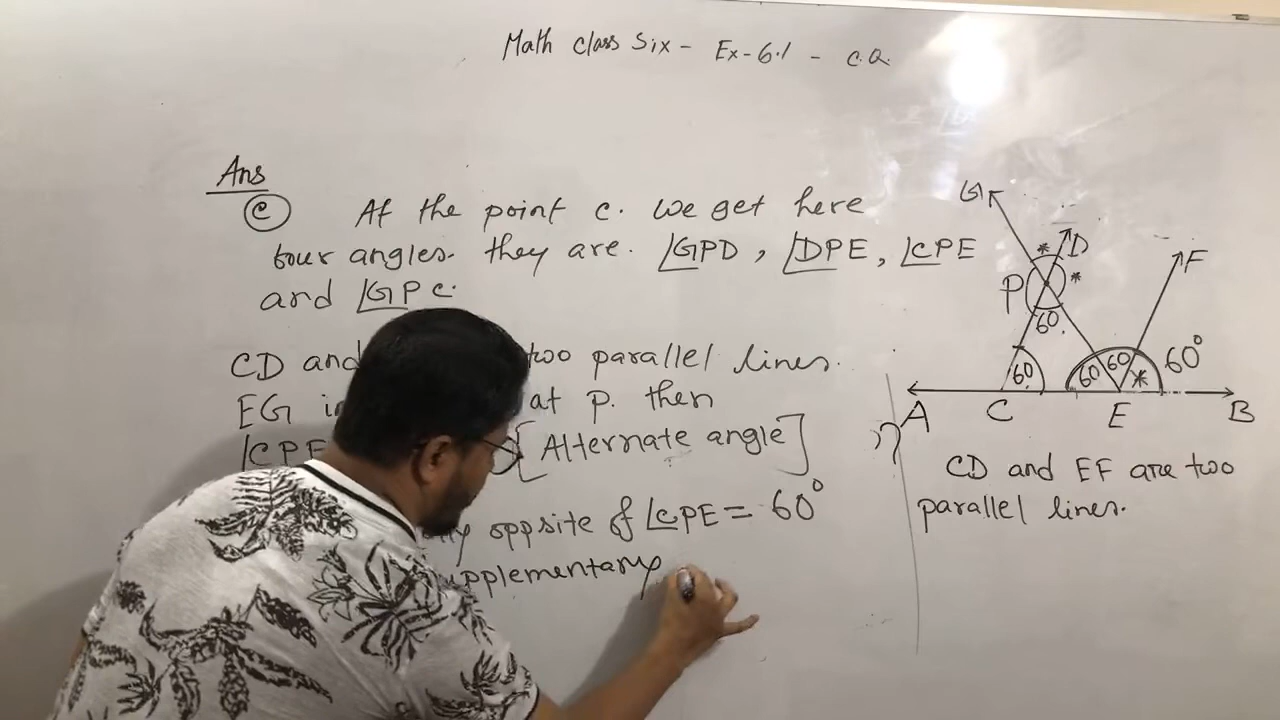 Math class Six - Ex-6.1 - C.Q.
Ans
c At the point c. we get here
four angles. they are. ∠GPD, ∠DPE, ∠CPE
and ∠GPC.
CD and two parallel lines.
EG at P. then
∠CPE [Alternate angle]
opposite of ∠CPE = 60°
supplementary
G
* D
F
P *
60.
60 60 60 * 60°
A C E B
CD and EF are two
parallel lines.